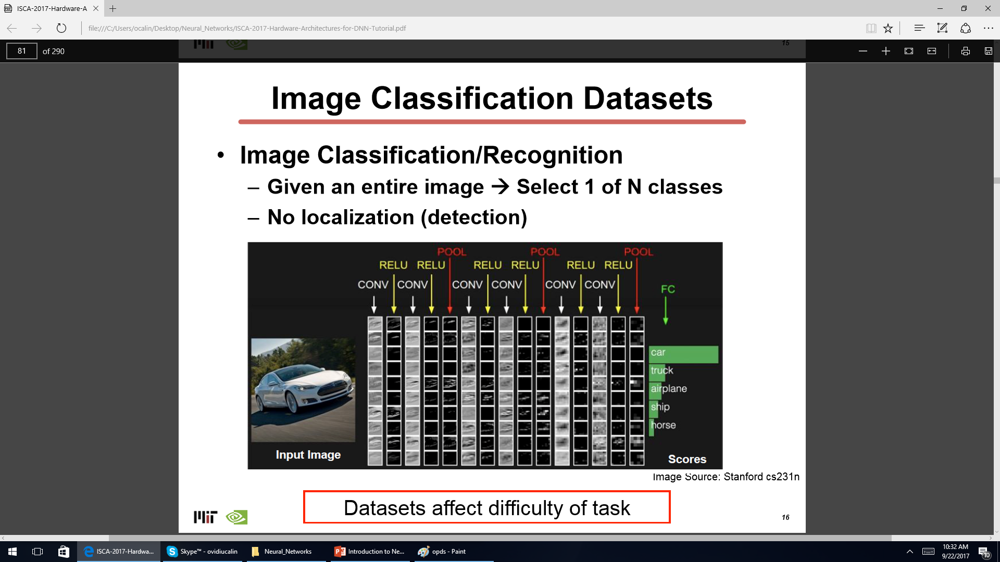 ISCA-2017-Hardware-A
file:///C:/Users/ocalin/Desktop/Neural_Networks/ISCA-2017-Hardware-Architectures-for-DNN-Tutorial.pdf
81 of 290
15
Image Classification Datasets
• Image Classification/Recognition
– Given an entire image → Select 1 of N classes
– No localization (detection)
POOL POOL POOL
RELU RELU RELU RELU RELU RELU
CONV CONV CONV CONV CONV CONV
FC
car
truck
airplane
ship
horse
Input Image
Scores
Image Source: Stanford cs231n
Datasets affect difficulty of task
MIT
16
ISCA-2017-Hardwa...
Skype™ - ovidiucalin
Neural_Networks
Introduction to Ne...
opds - Paint
10:32 AM
9/22/2017
10